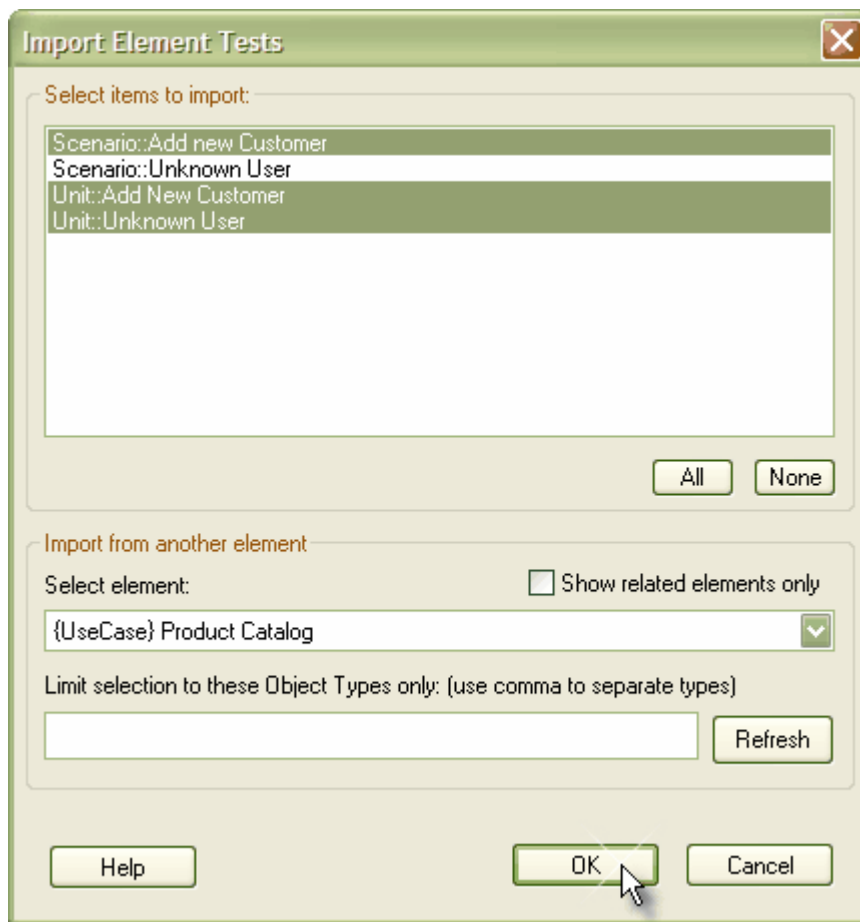 Import Element Tests
Select items to import:
Scenario::Add new Customer
Scenario::Unknown User
Unit::Add New Customer
Unit::Unknown User
All None
Import from another element
Select element: Show related elements only
{UseCase} Product Catalog
Limit selection to these Object Types only: (use comma to separate types)
Refresh
Help OK Cancel